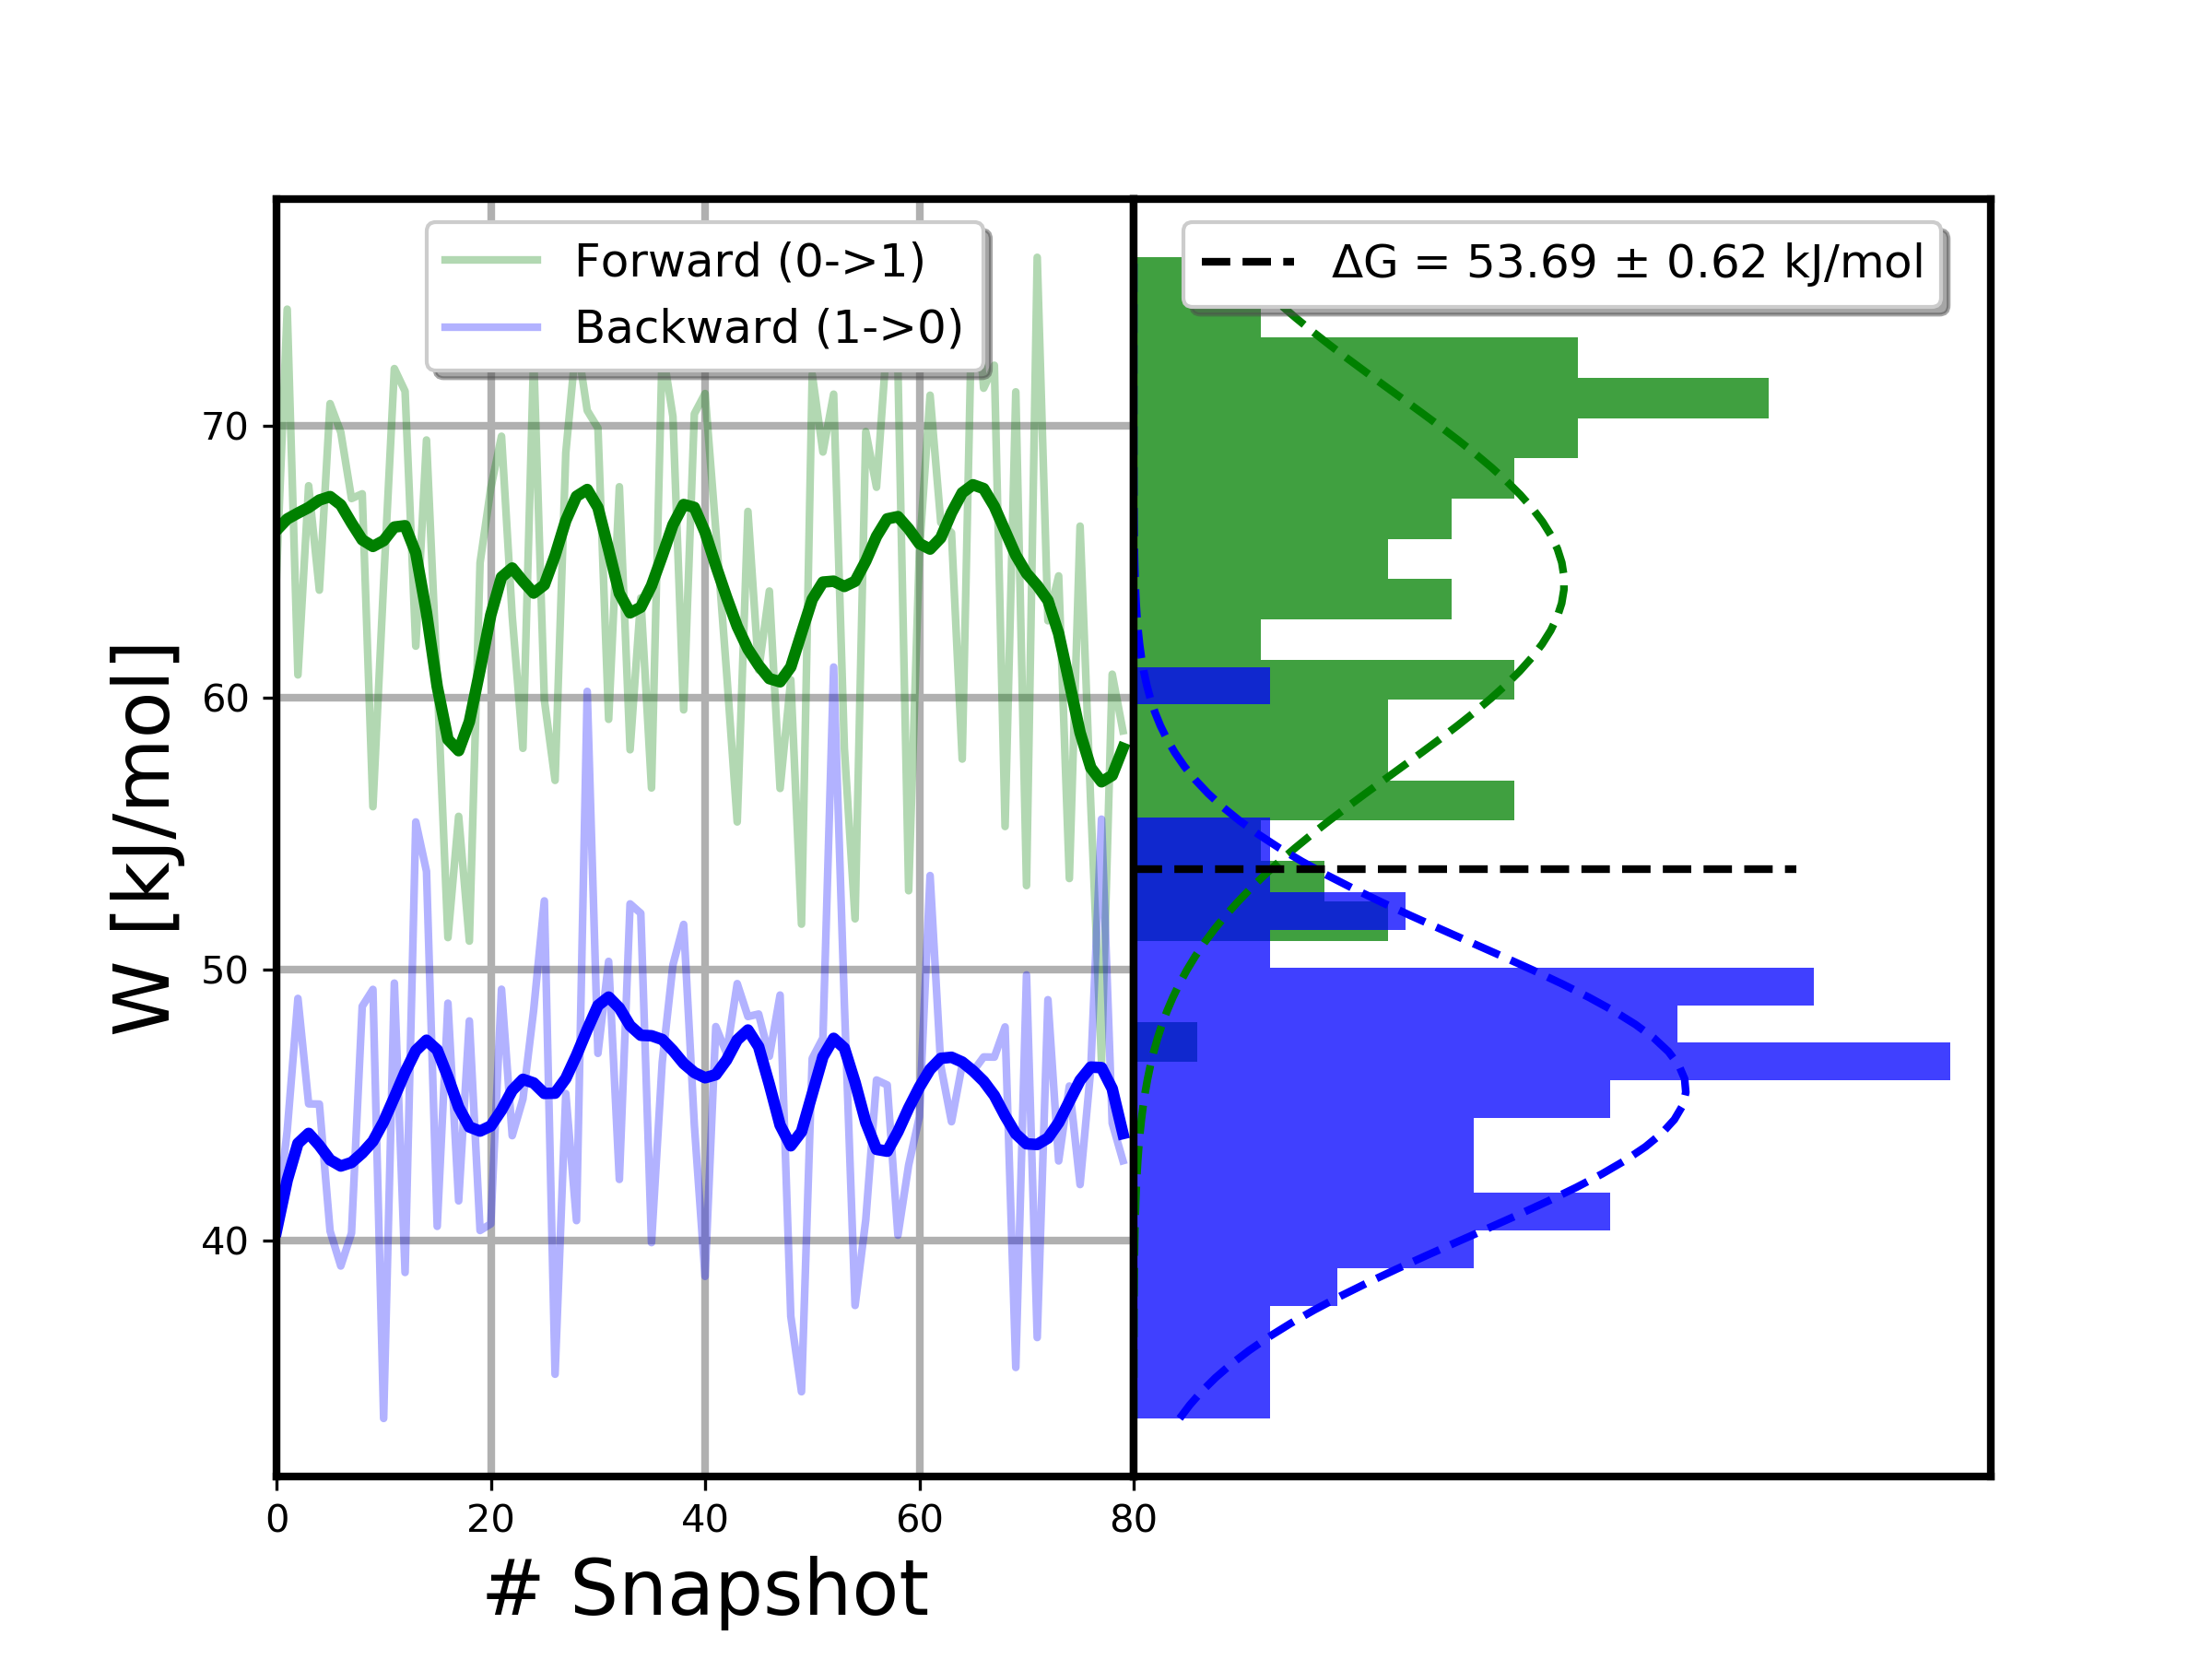 Forward (0->1)
Backward (1->0)
ΔG = 53.69 ± 0.62 kJ/mol
W [kJ/mol]
70
60
50
40
0 20 40 60 80
# Snapshot